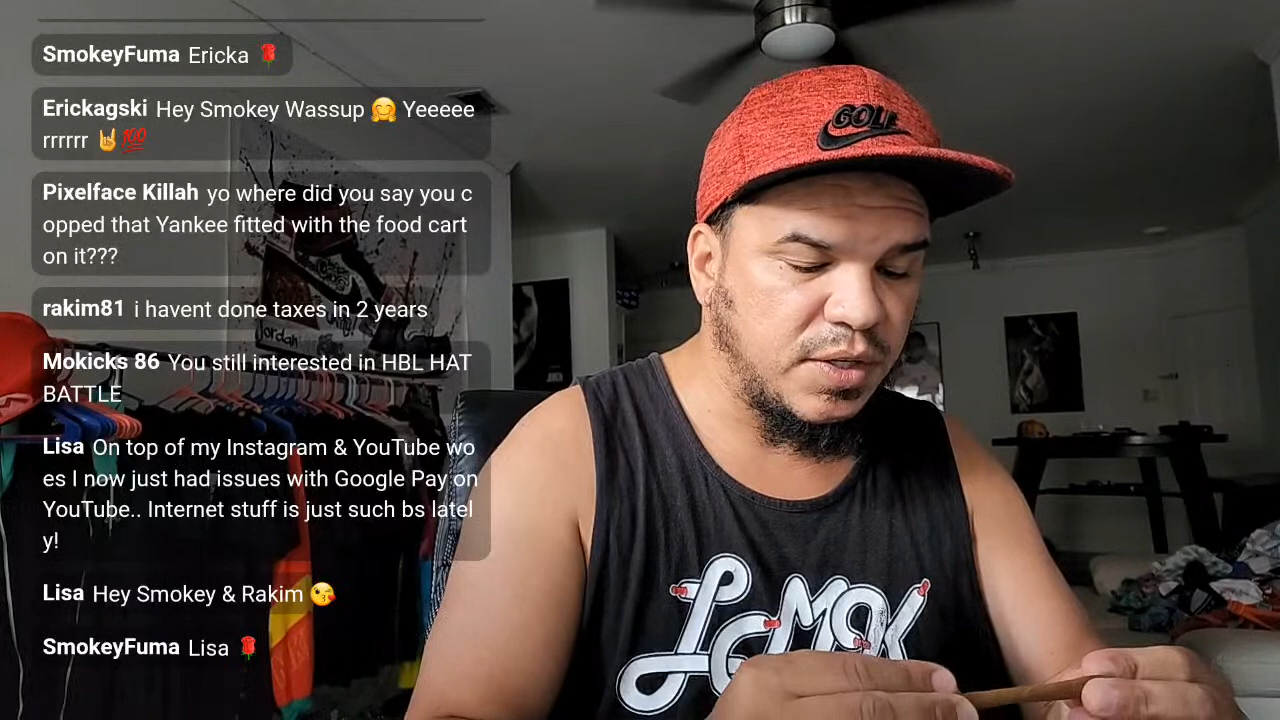 SmokeyFuma Ericka 🌹
Erickagski Hey Smokey Wassup 🤗 Yeeeee
rrrrrr 🤘💯
Pixelface Killah yo where did you say you c
opped that Yankee fitted with the food cart
on it???
rakim81 i havent done taxes in 2 years
Mokicks 86 You still interested in HBL HAT
BATTLE
Lisa On top of my Instagram & YouTube wo
es I now just had issues with Google Pay on
YouTube.. Internet stuff is just such bs latel
y!
Lisa Hey Smokey & Rakim 😘
SmokeyFuma Lisa 🌹
GOLF
Jordan